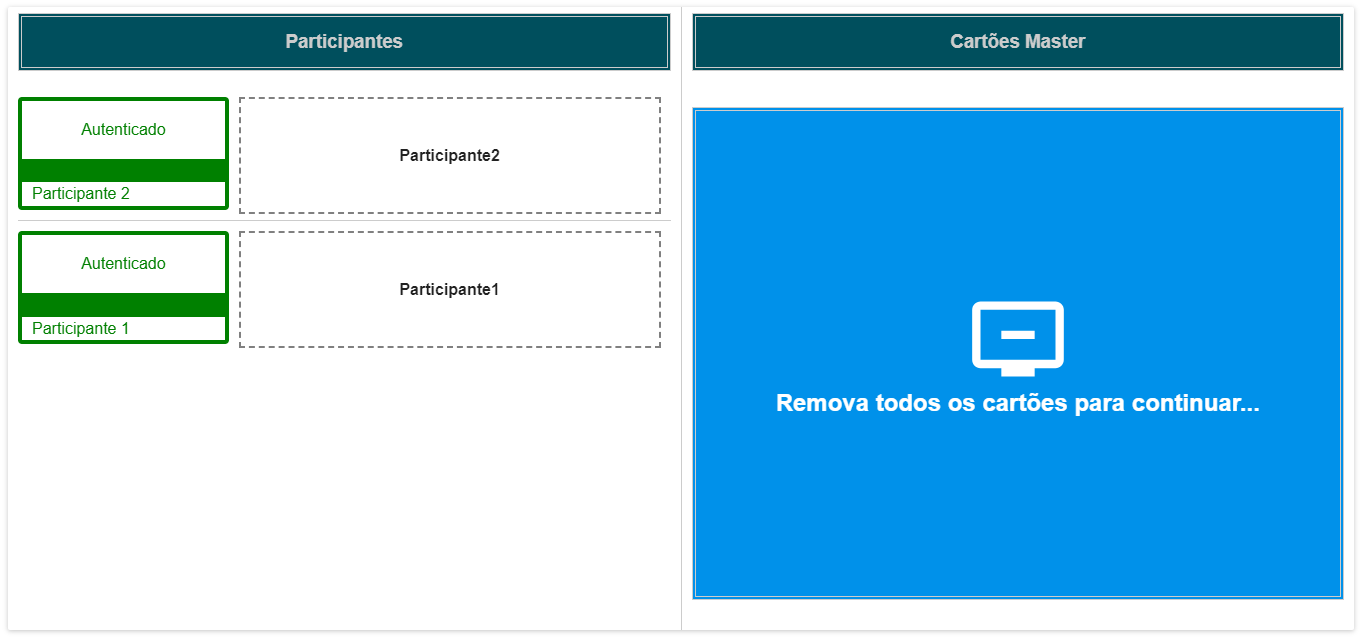 Participantes
Autenticado
Participante 2
Participante2
Autenticado
Participante 1
Participante1
Cartões Master
Remova todos os cartões para continuar...